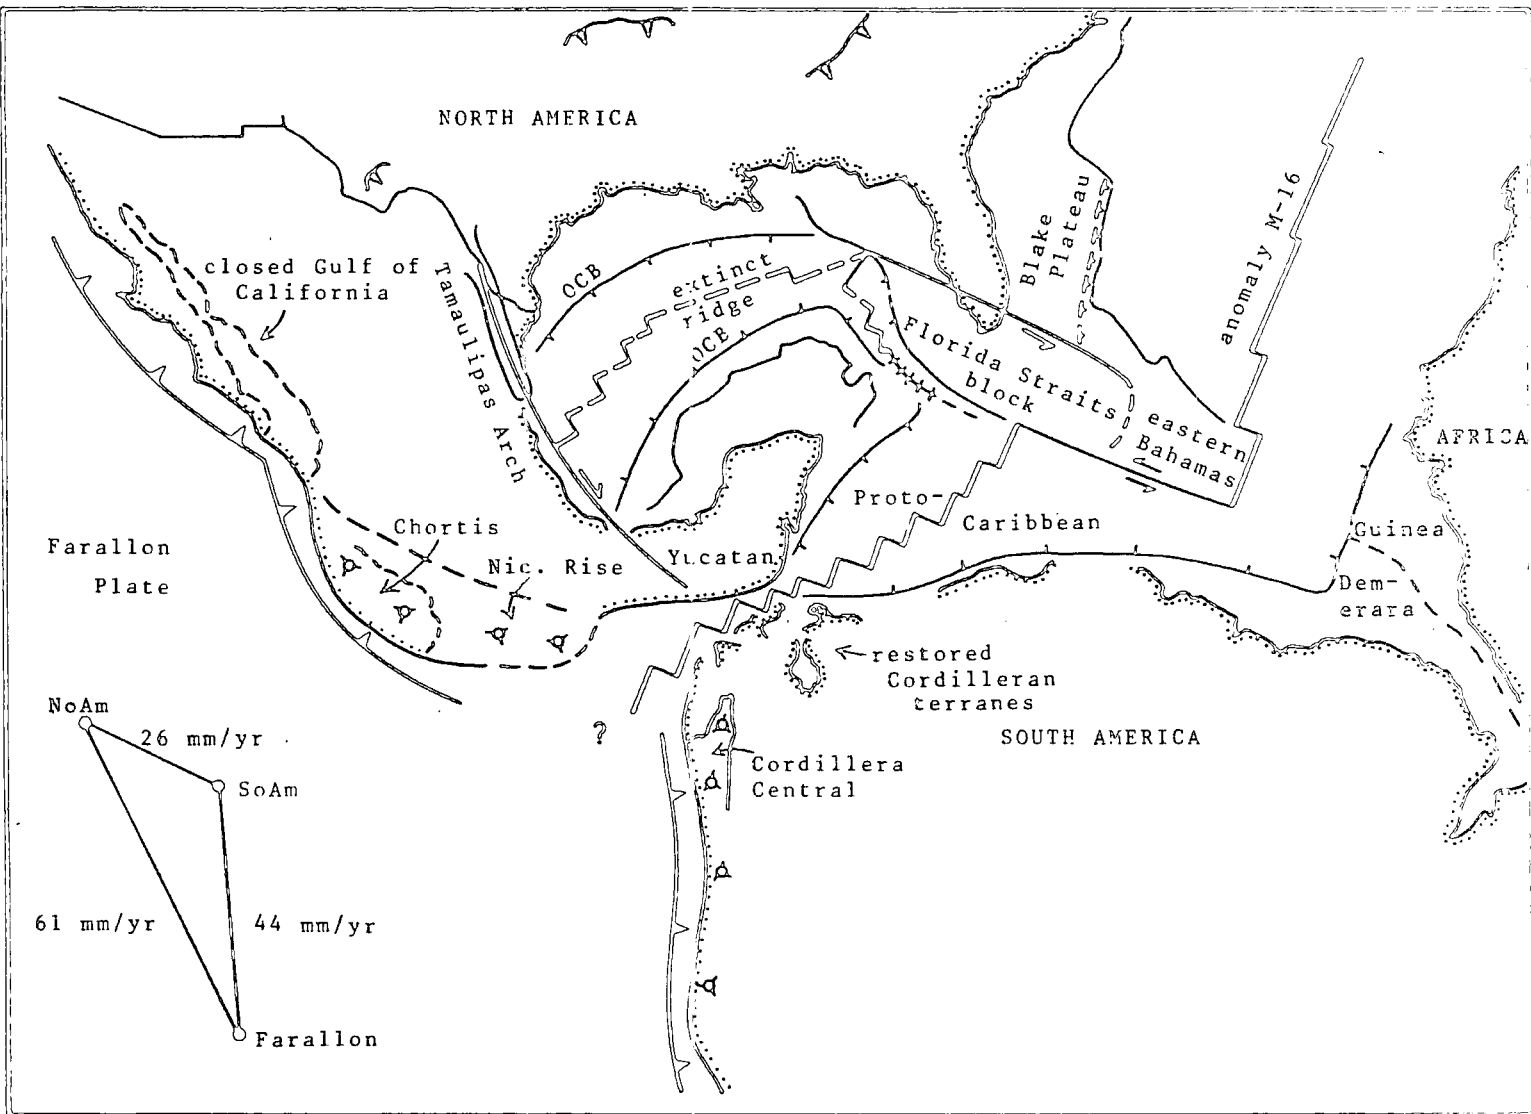 NORTH AMERICA
closed Gulf of
California
Tamaulipas Arch
OCB
extinct
ridge
OCB
Blake
Plateau
anomaly M-16
Florida Straits
block
eastern
Bahamas
AFRICA
Farallon
Plate
Chortis
Nic. Rise
Yucatan
Proto-
Caribbean
Guinea
Dem-
erara
restored
Cordilleran
terranes
SOUTH AMERICA
?
Cordillera
Central
NoAm
26 mm/yr
SoAm
61 mm/yr
44 mm/yr
Farallon